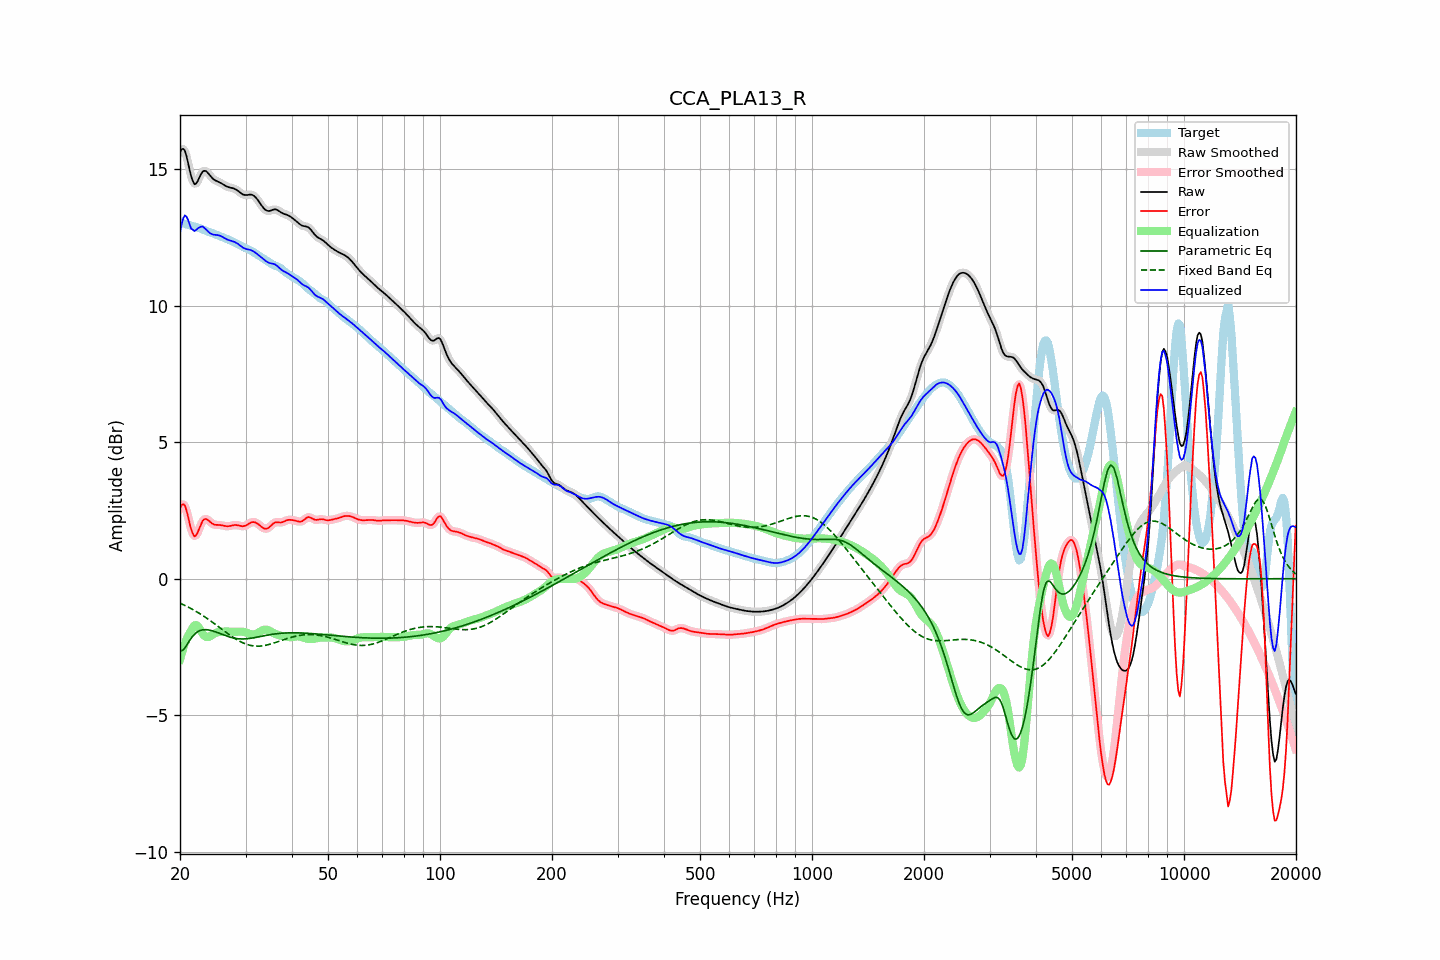 CCA_PLA13_R
Target
Raw Smoothed
Error Smoothed
Raw
Error
Equalization
Parametric Eq
Fixed Band Eq
Equalized
Amplitude (dBr)
15
10
5
0
−5
−10
20 50 100 200 500 1000 2000 5000 10000 20000
Frequency (Hz)